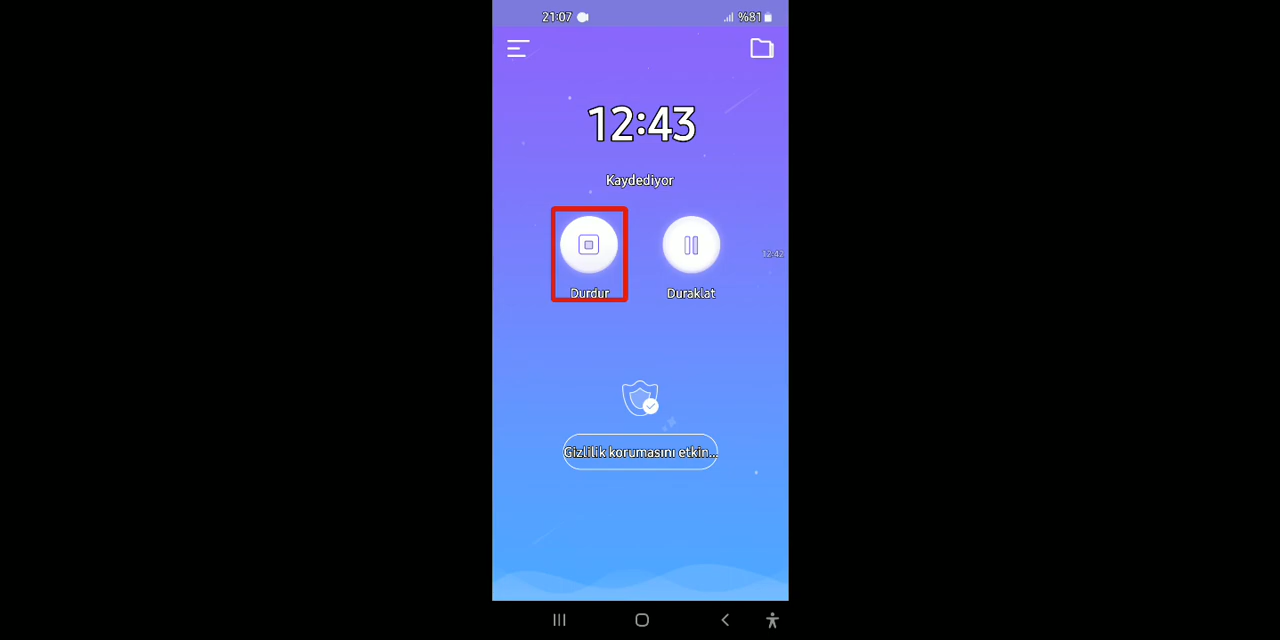 21:07 %81
12:43
Kaydediyor
12:42
Durdur Duraklat
Gizlilik korumasını etkin...